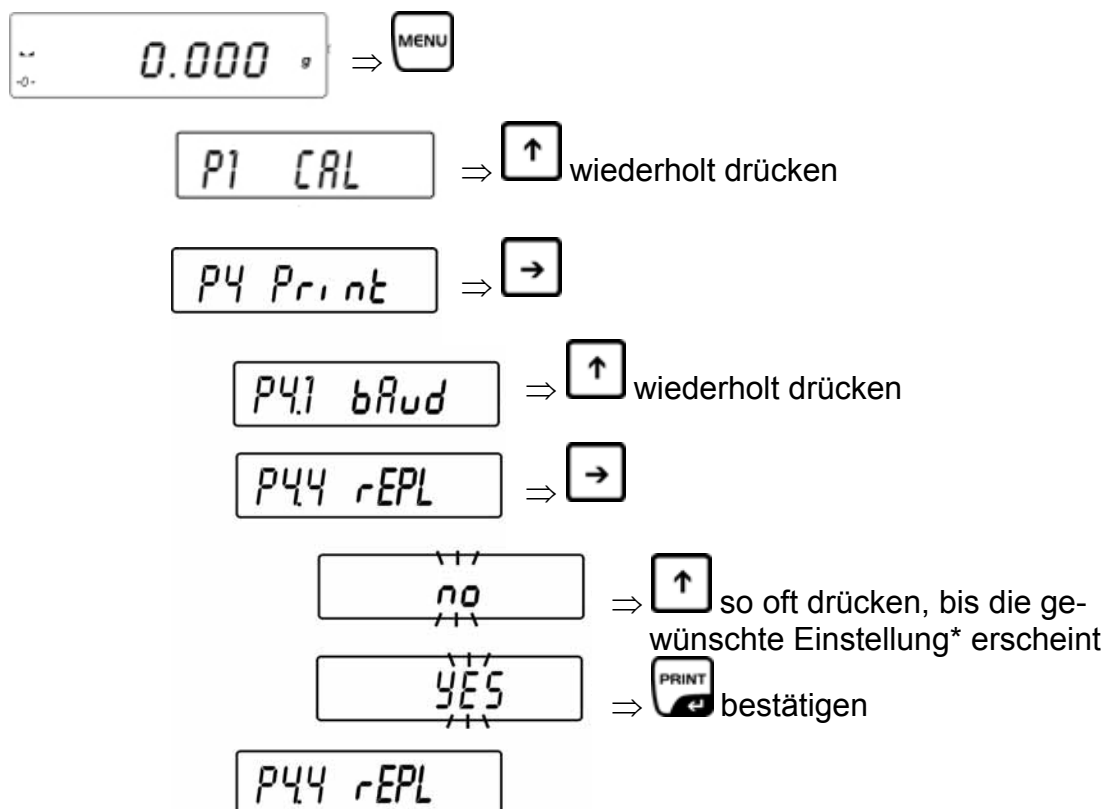 0.000 g ⇒ MENU
-0-
P1 CAL ⇒ ↑ wiederholt drücken
P4 Print ⇒ →
P4.1 bAud ⇒ ↑ wiederholt drücken
P4.4 rEPL ⇒ →
no ⇒ ↑ so oft drücken, bis die ge-
wünschte Einstellung* erscheint
YES ⇒ PRINT bestätigen
P4.4 rEPL